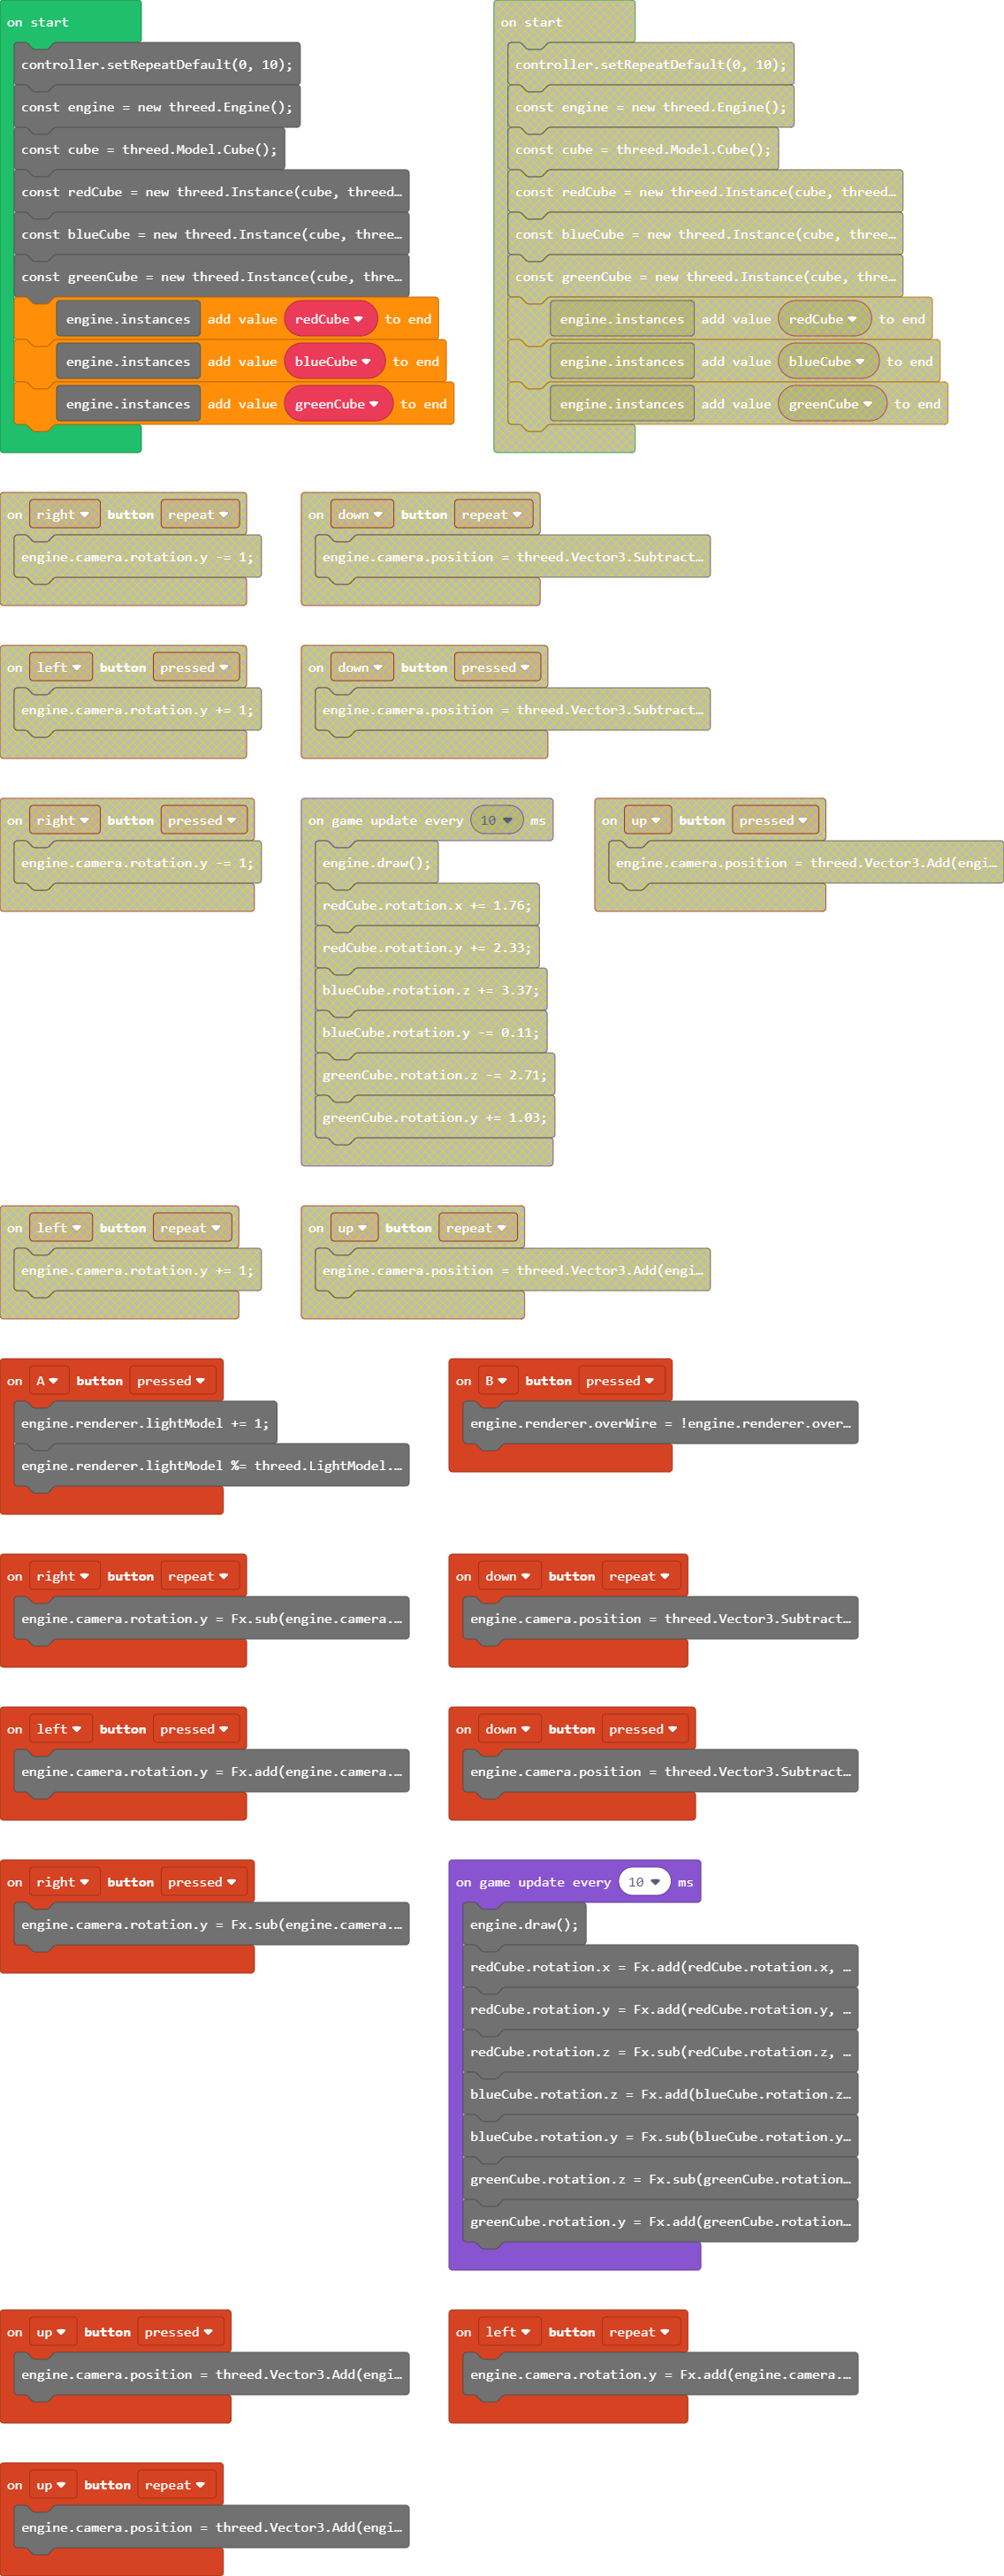 on start
controller.setRepeatDefault(0, 10);
const engine = new threed.Engine();
const cube = threed.Model.Cube();
const redCube = new threed.Instance(cube, threed…
const blueCube = new threed.Instance(cube, three…
const greenCube = new threed.Instance(cube, thre…
engine.instances add value redCube to end
engine.instances add value blueCube to end
engine.instances add value greenCube to end
on start
controller.setRepeatDefault(0, 10);
const engine = new threed.Engine();
const cube = threed.Model.Cube();
const redCube = new threed.Instance(cube, threed…
const blueCube = new threed.Instance(cube, three…
const greenCube = new threed.Instance(cube, thre…
engine.instances add value redCube to end
engine.instances add value blueCube to end
engine.instances add value greenCube to end
on right button repeat
engine.camera.rotation.y -= 1;
on down button repeat
engine.camera.position = threed.Vector3.Subtract…
on left button pressed
engine.camera.rotation.y += 1;
on down button pressed
engine.camera.position = threed.Vector3.Subtract…
on right button pressed
engine.camera.rotation.y -= 1;
on game update every 10 ms
engine.draw();
redCube.rotation.x += 1.76;
redCube.rotation.y += 2.33;
blueCube.rotation.z += 3.37;
blueCube.rotation.y -= 0.11;
greenCube.rotation.z -= 2.71;
greenCube.rotation.y += 1.03;
on up button pressed
engine.camera.position = threed.Vector3.Add(engi…
on left button repeat
engine.camera.rotation.y += 1;
on up button repeat
engine.camera.position = threed.Vector3.Add(engi…
on A button pressed
engine.renderer.lightModel += 1;
engine.renderer.lightModel %= threed.LightModel.…
on B button pressed
engine.renderer.overWire = !engine.renderer.over…
on right button repeat
engine.camera.rotation.y = Fx.sub(engine.camera.…
on down button repeat
engine.camera.position = threed.Vector3.Subtract…
on left button pressed
engine.camera.rotation.y = Fx.add(engine.camera.…
on down button pressed
engine.camera.position = threed.Vector3.Subtract…
on right button pressed
engine.camera.rotation.y = Fx.sub(engine.camera.…
on game update every 10 ms
engine.draw();
redCube.rotation.x = Fx.add(redCube.rotation.x, …
redCube.rotation.y = Fx.add(redCube.rotation.y, …
redCube.rotation.z = Fx.sub(redCube.rotation.z, …
blueCube.rotation.z = Fx.add(blueCube.rotation.z…
blueCube.rotation.y = Fx.sub(blueCube.rotation.y…
greenCube.rotation.z = Fx.sub(greenCube.rotation…
greenCube.rotation.y = Fx.add(greenCube.rotation…
on up button pressed
engine.camera.position = threed.Vector3.Add(engi…
on left button repeat
engine.camera.rotation.y = Fx.add(engine.camera.…
on up button repeat
engine.camera.position = threed.Vector3.Add(engi…